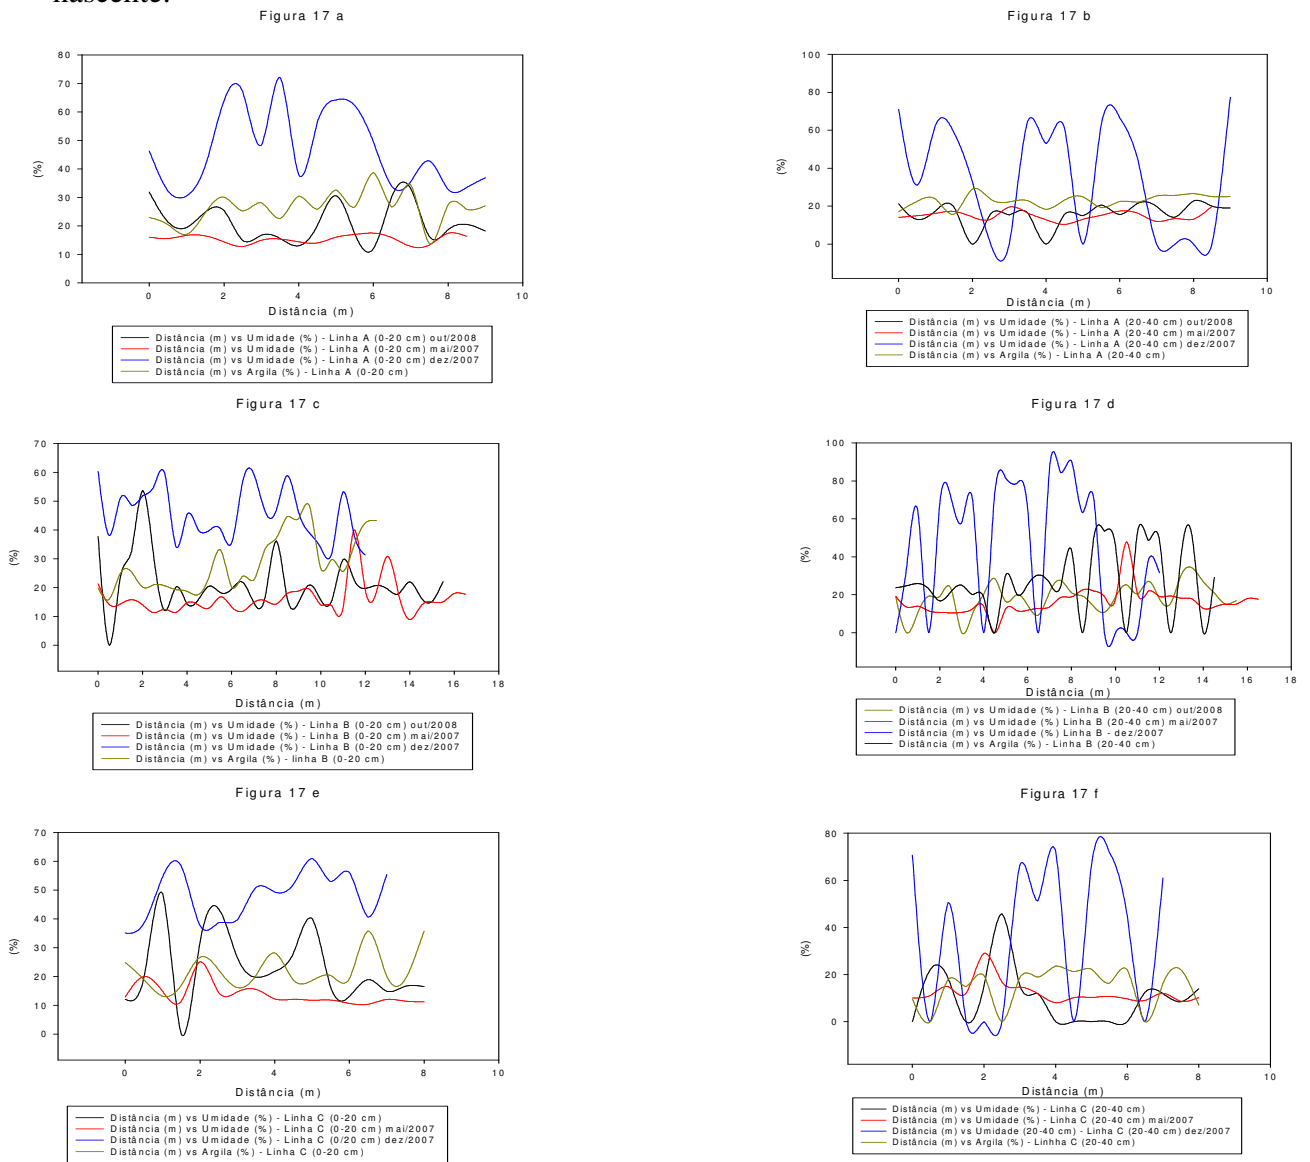 nascente.
Figura 17 a
80
70
60
50
40
30
20
10
0
(%)
0 2 4 6 8 10
Distância (m)
Distância (m) vs Umidade (%) - Linha A (0-20 cm) out/2008
Distância (m) vs Umidade (%) - Linha A (0-20 cm) mai/2007
Distância (m) vs Umidade (%) - Linha A (0-20 cm) dez/2007
Distância (m) vs Argila (%) - Linha A (0-20 cm)
Figura 17 b
100
80
60
40
20
0
(%)
0 2 4 6 8 10
Distância (m)
Distância (m) vs Umidade (%) - Linha A (20-40 cm) out/2008
Distância (m) vs Umidade (%) - Linha A (20-40 cm) mai/2007
Distância (m) vs Umidade (%) - Linha A (20-40 cm) dez/2007
Distância (m) vs Argila (%) - Linha A (20-40 cm)
Figura 17 c
70
60
50
40
30
20
10
0
(%)
0 2 4 6 8 10 12 14 16 18
Distância (m)
Distância (m) vs Umidade (%) - Linha B (0-20 cm) out/2008
Distância (m) vs Umidade (%) - Linha B (0-20 cm) mai/2007
Distância (m) vs Umidade (%) - Linha B (0-20 cm) dez/2007
Distância (m) vs Argila (%) - linha B (0-20 cm)
Figura 17 d
100
80
60
40
20
0
(%)
0 2 4 6 8 10 12 14 16 18
Distância (m)
Distância (m) vs Umidade (%) - Linha B (20-40 cm) out/2008
Distância (m) vs Umidade (%) Linha B (20-40 cm) mai/2007
Distância (m) vs Umidade (%) Linha B - dez/2007
Distância (m) vs Argila (%) - Linha B (20-40 cm)
Figura 17 e
70
60
50
40
30
20
10
0
(%)
0 2 4 6 8 10
Distância (m)
Distância (m) vs Umidade (%) - Linha C (0-20 cm)
Distância (m) vs Umidade (%) - Linha C (0-20 cm) mai/2007
Distância (m) vs Umidade (%) - Linha C (0/20 cm) dez/2007
Distância (m) vs Argila (%) - Linha C (0-20 cm)
Figura 17 f
80
60
40
20
0
(%)
0 2 4 6 8 10
Distância (m)
Distância (m) vs Umidade (%) - Linha C (20-40 cm)
Distância (m) vs Umidade (%) - Linha C (20-40 cm) mai/2007
Distância (m) vs Umidade (20-40 cm) - Linha C (20-40 cm) dez/2007
Distância (m) vs Argila (%) - Linhha C (20-40 cm)